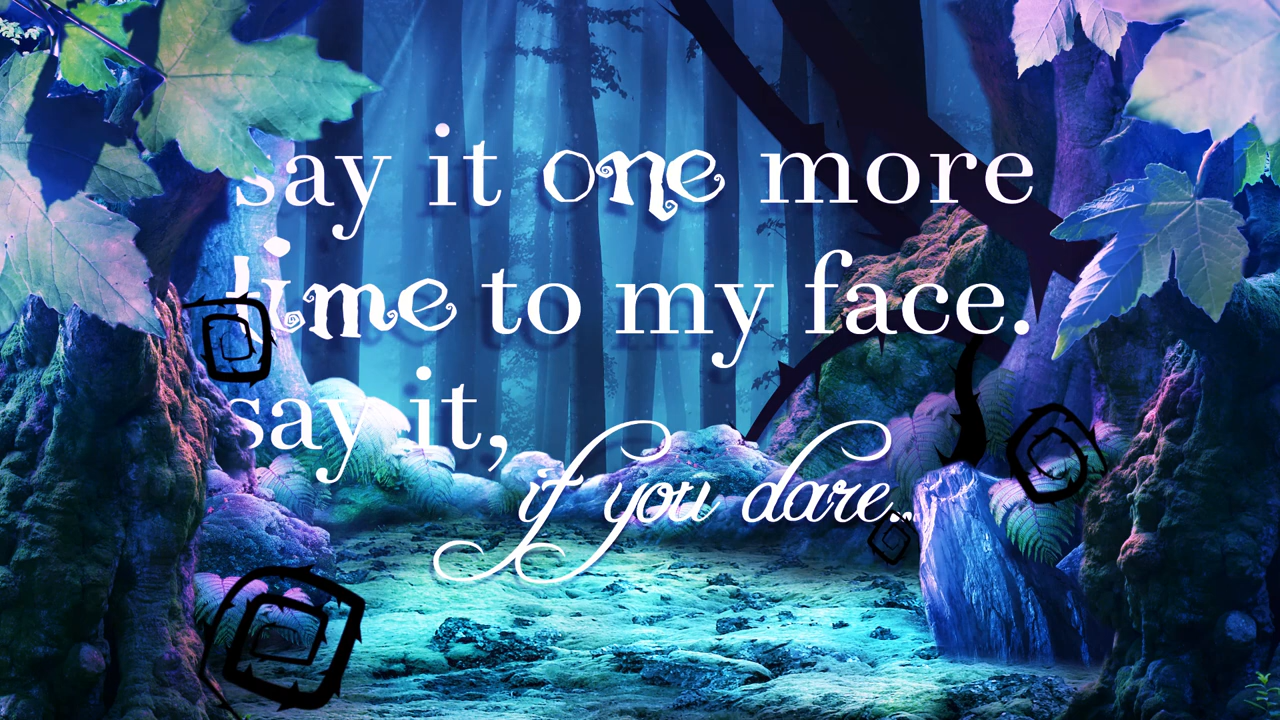 say it one more
time to my face.
say it,
if you dare...